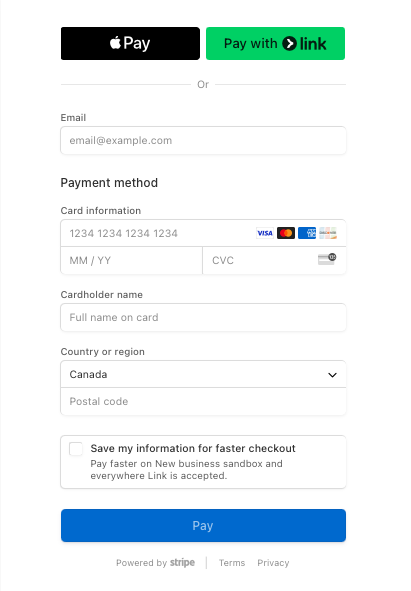 Pay
Pay with link
Or
Email
email@example.com
Payment method
Card information
1234 1234 1234 1234
VISA
MM / YY
CVC
Cardholder name
Full name on card
Country or region
Canada
Postal code
Save my information for faster checkout
Pay faster on New business sandbox and
everywhere Link is accepted.
Pay
Powered by stripe
Terms
Privacy